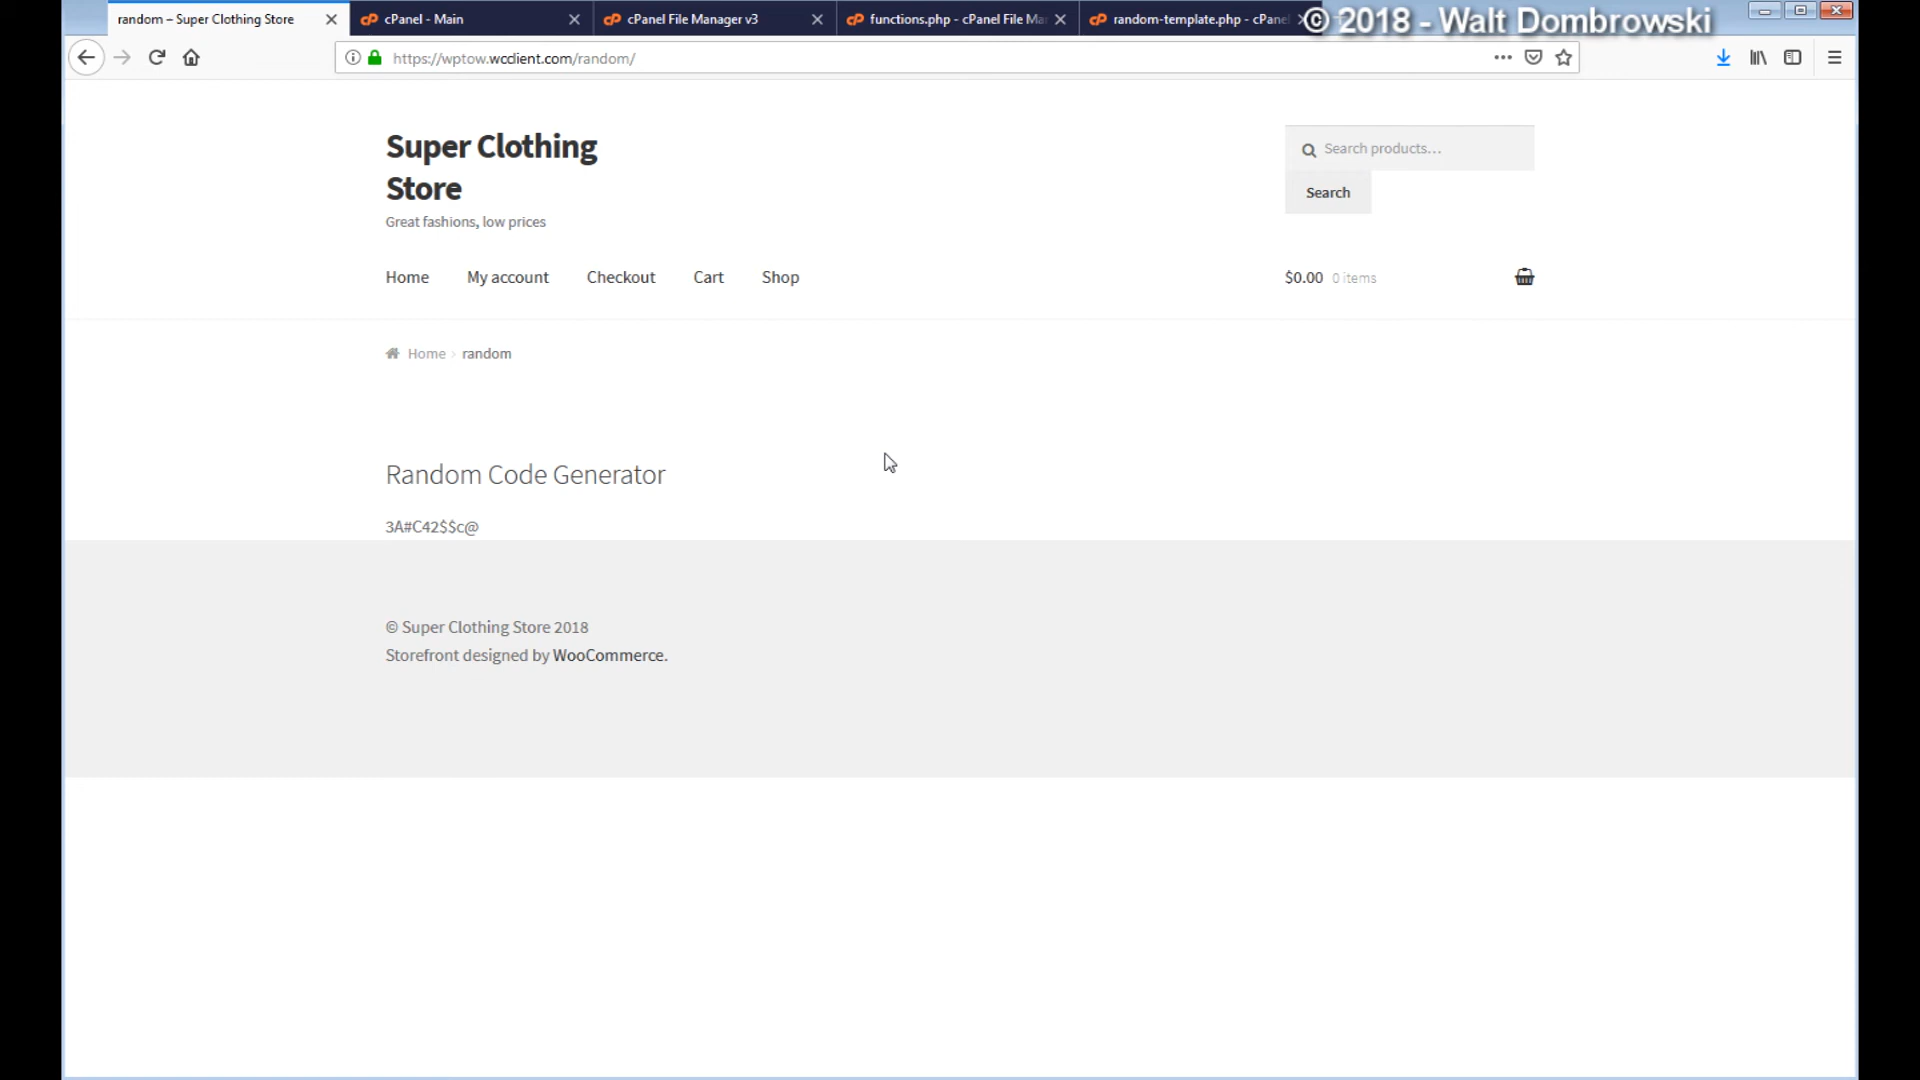 random – Super Clothing Store
cPanel - Main
cPanel File Manager v3
functions.php - cPanel File Ma
random-template.php - cPane
© 2018 - Walt Dombrowski
https://wptow.wcclient.com/random/
Super Clothing
Store
Great fashions, low prices
Search products…
Search
Home
My account
Checkout
Cart
Shop
$0.00 0 items
Home › random
Random Code Generator
3A#C42$$c@
© Super Clothing Store 2018
Storefront designed by WooCommerce.